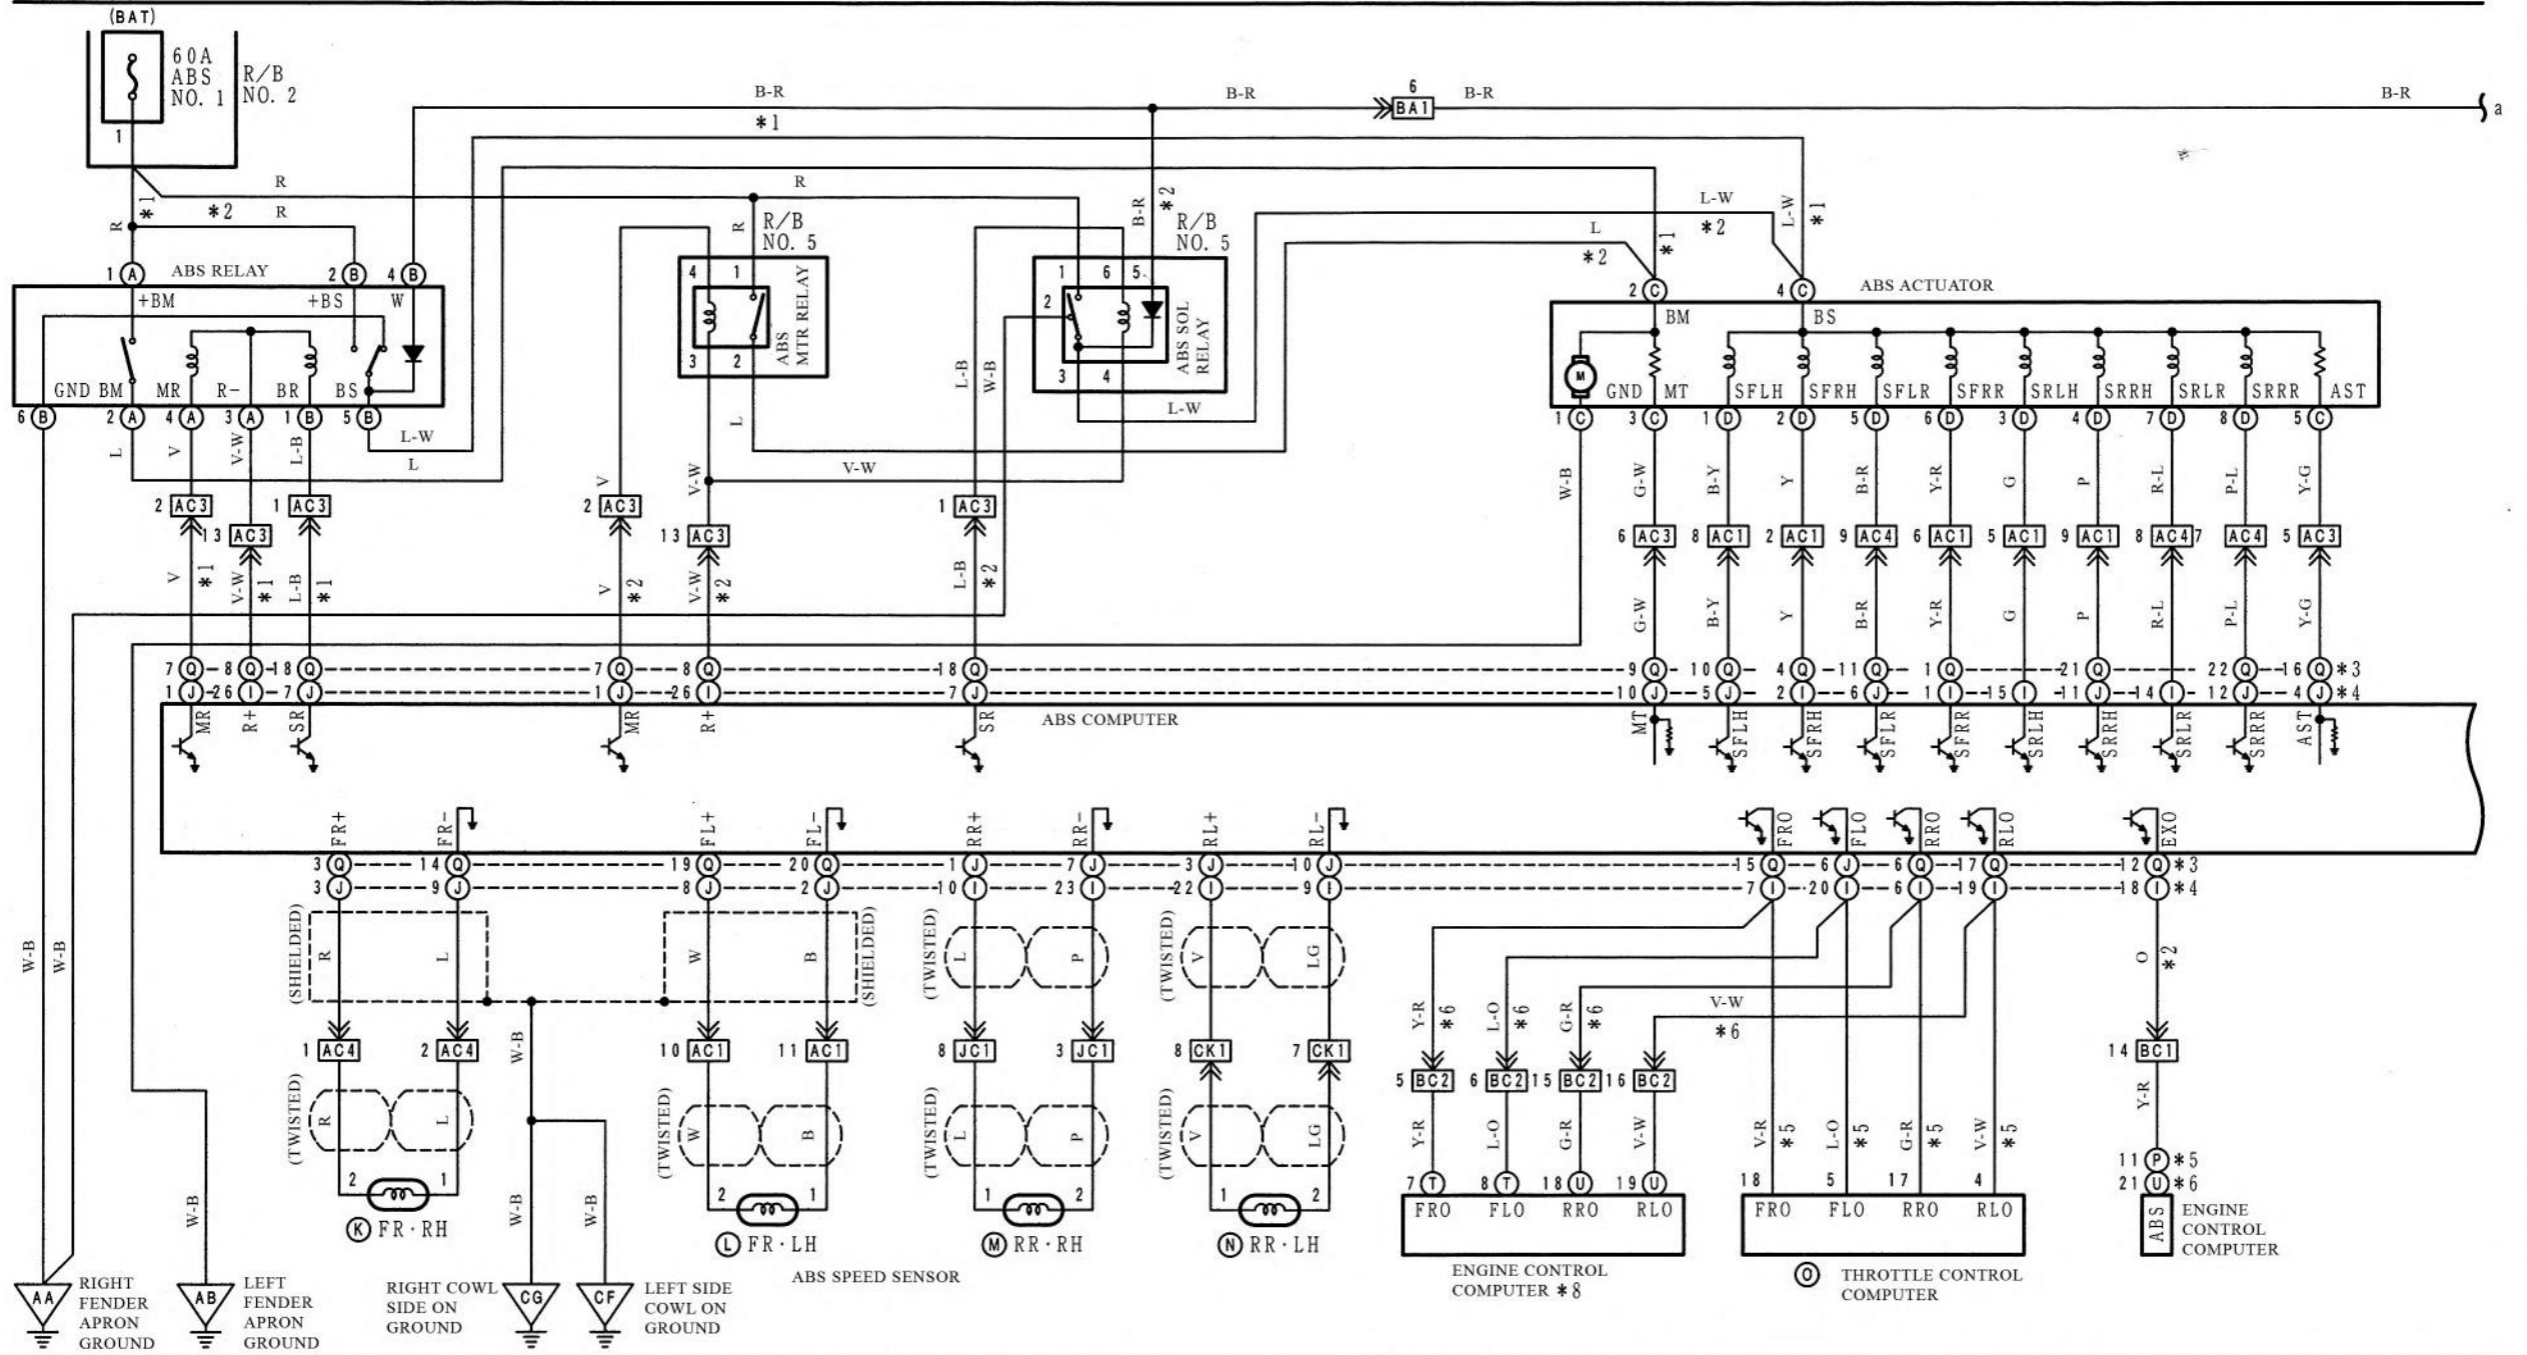 (BAT)
60A
ABS
NO. 1
R/B
NO. 2
1
B-R
*1
B-R
6
BA1
B-R
B-R
a
R
*1
*2
R
R
R
R
R/B
NO. 5
B-R
*2
R/B
NO. 5
L-W
*2
L
*2
*1
L-W
*1
1 A
ABS RELAY
2 B
4 B
+BM
+BS
W
GND
BM
MR
R-
BR
BS
6 B
2 A
4 A
3 A
1 B
5 B
4
1
3
2
ABS
MTR RELAY
1
6
5
2
3
4
ABS SOL
RELAY
2 C
4 C
ABS ACTUATOR
BM
BS
M
GND
MT
SFLH
SFRH
SFLR
SFRR
SRLH
SRRH
SRLR
SRRR
AST
1 C
3 C
1 D
2 D
5 D
6 D
3 D
4 D
7 D
8 D
5 C
L
V
V-W
L-B
L-W
L
L
L-B
W-B
L-W
V-W
V
V-W
W-B
G-W
B-Y
Y
B-R
Y-R
G
P
R-L
P-L
Y-G
2 AC3
13 AC3
1 AC3
2 AC3
13 AC3
1 AC3
6 AC3
8 AC1
2 AC1
9 AC4
6 AC1
5 AC1
9 AC1
8 AC4
7 AC4
5 AC3
V
*1
V-W
*1
L-B
*1
V
*2
V-W
*2
L-B
*2
G-W
B-Y
Y
B-R
Y-R
G
P
R-L
P-L
Y-G
7 Q
8 Q
18 Q
7 Q
8 Q
18 Q
9 Q
10 Q
4 Q
11 Q
1 Q
21 Q
22 Q
16 Q
*3
1 J
26 I
7 J
1 J
26 I
7 J
10 J
5 J
2 I
6 J
1 I
15 I
11 J
14 I
12 J
4 J
*4
MR
R+
SR
MR
R+
SR
ABS COMPUTER
MT
SFLH
SFRH
SFLR
SFRR
SRLH
SRRH
SRLR
SRRR
AST
FR+
FR-
FL+
FL-
RR+
RR-
RL+
RL-
FRO
FLO
RRO
RLO
EXO
3 Q
14 Q
19 Q
20 Q
1 J
7 J
3 J
10 J
15 Q
6 J
6 Q
17 Q
12 Q
*3
3 J
9 J
8 J
2 J
10 I
23 I
22 I
9 I
7 I
20 I
6 I
19 I
18 I
*4
W-B
W-B
(SHIELDED)
R
L
W
B
(SHIELDED)
(TWISTED)
L
P
(TWISTED)
V
LG
Y-R
*6
L-O
*6
G-R
*6
V-W
*6
O
*2
1 AC4
2 AC4
W-B
10 AC1
11 AC1
8 JC1
3 JC1
8 CK1
7 CK1
5 BC2
6 BC2
15 BC2
16 BC2
14 BC1
(TWISTED)
R
L
(TWISTED)
W
B
(TWISTED)
L
P
(TWISTED)
V
LG
Y-R
L-O
G-R
V-W
V-R
*5
L-O
*5
G-R
*5
V-W
*5
Y-R
11 P *5
21 U *6
2
1
2
1
1
2
1
2
7 T
8 T
18 U
19 U
18
5
17
4
W-B
W-B
W-B
K FR·RH
L FR·LH
M RR·RH
N RR·LH
FRO
FLO
RRO
RLO
FRO
FLO
RRO
RLO
ABS
ENGINE
CONTROL
COMPUTER
ABS SPEED SENSOR
ENGINE CONTROL
COMPUTER *8
O THROTTLE CONTROL
COMPUTER
AA
RIGHT
FENDER
APRON
GROUND
AB
LEFT
FENDER
APRON
GROUND
RIGHT COWL
SIDE ON
GROUND
CG
CF
LEFT SIDE
COWL ON
GROUND